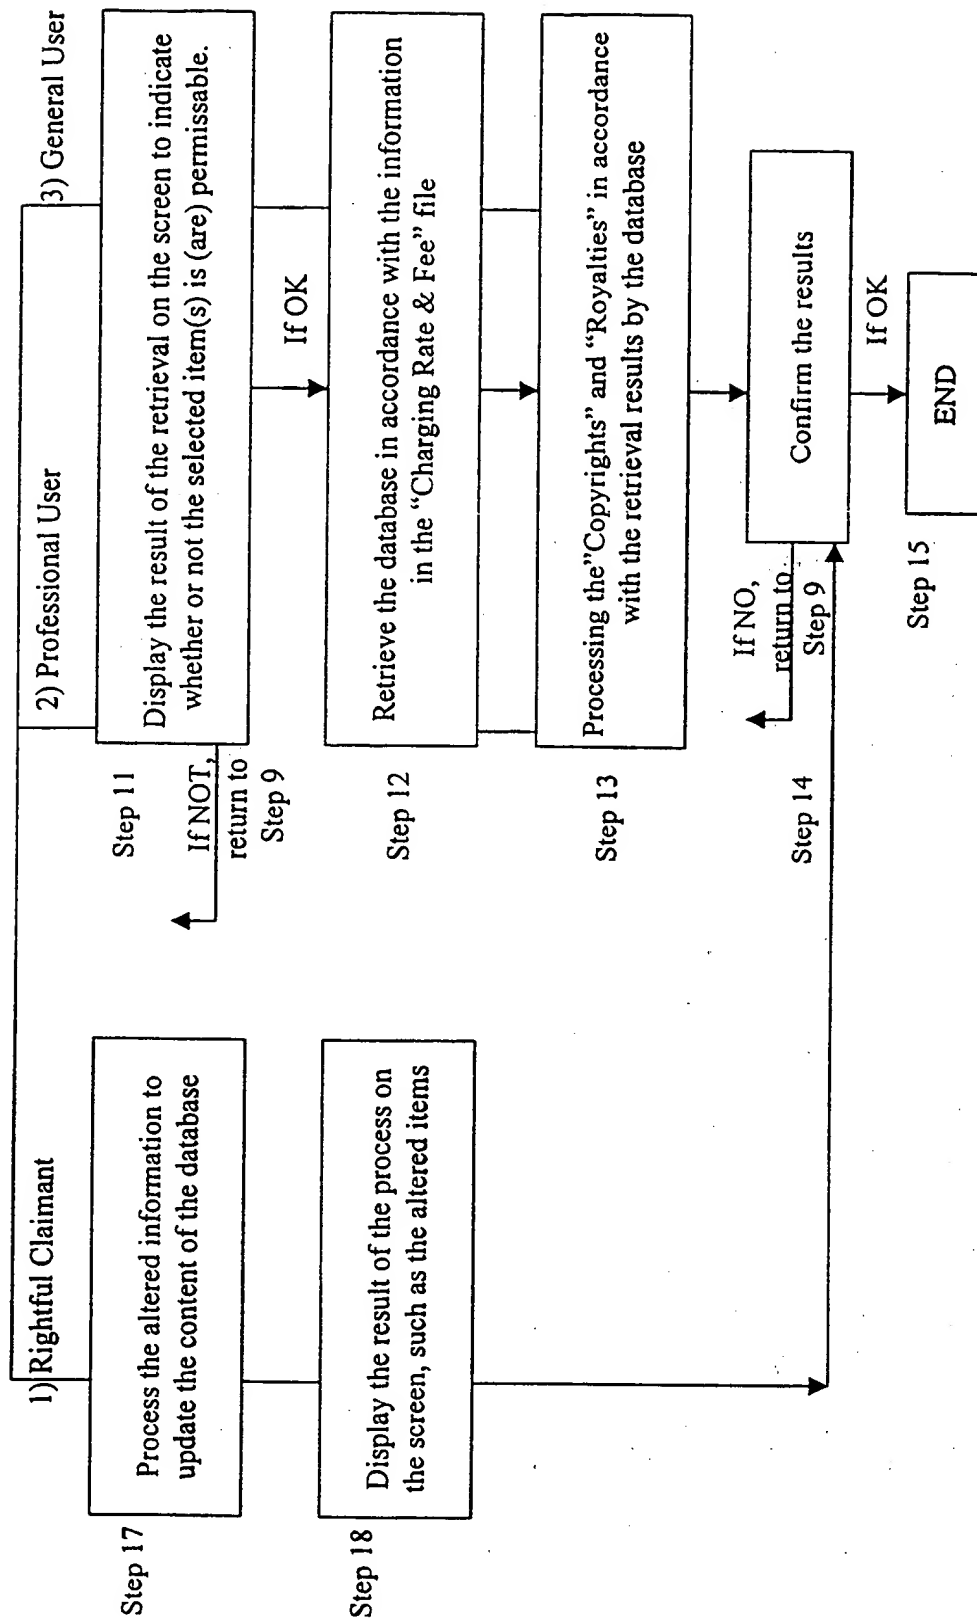 1) Rightful Claimant
2) Professional User
3) General User
Step 17
Process the altered information to
update the content of the database
Step 18
Display the result of the process on
the screen, such as the altered items
Step 11
Display the result of the retrieval on the screen to indicate
whether or not the selected item(s) is (are) permissable.
If NOT,
return to
Step 9
If OK
Step 12
Retrieve the database in accordance with the information
in the “Charging Rate & Fee” file
Step 13
Processing the”Copyrights” and “Royalties” in accordance
with the retrieval results by the database
Step 14
Confirm the results
If NO,
return to
Step 9
If OK
Step 15
END